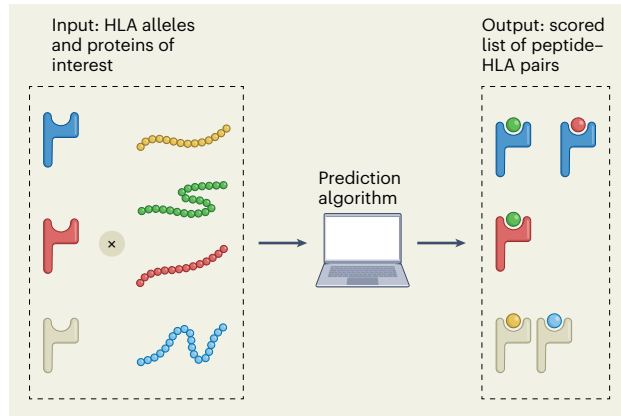 Input: HLA alleles
and proteins of
interest
Output: scored
list of peptide–
HLA pairs
Prediction
algorithm
×